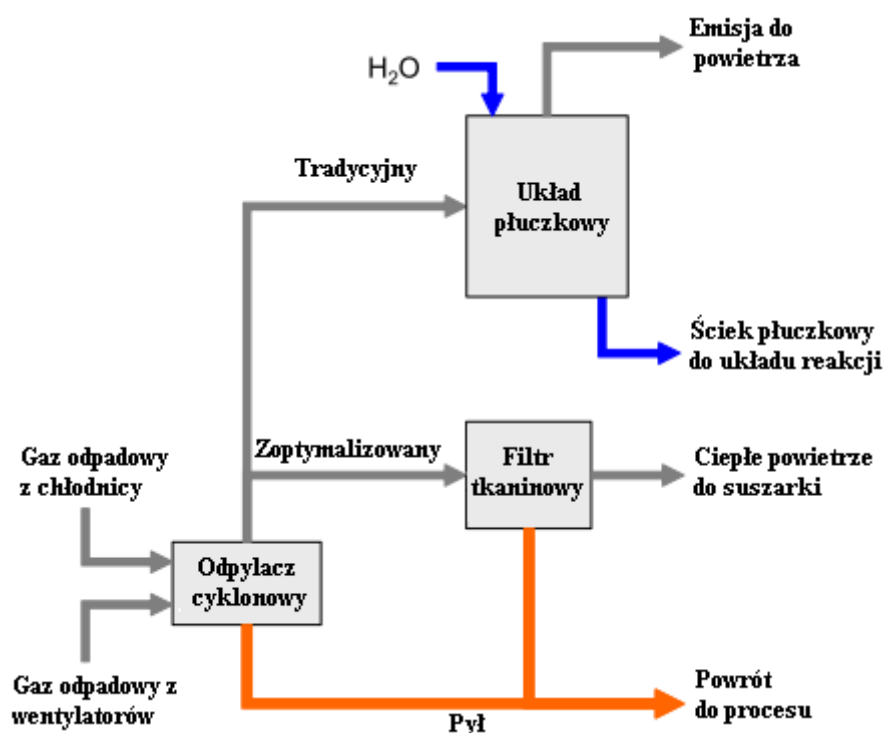 Emisja do
powietrza
H₂O
Tradycyjny
Układ
płuczkowy
Ściek płuczkowy
do układu reakcji
Gaz odpadowy
z chłodnicy
Zoptymalizowany
Filtr
tkaninowy
Ciepłe powietrze
do suszarki
Odpylacz
cyklonowy
Gaz odpadowy z
wentylatorów
Pył
Powrót
do procesu